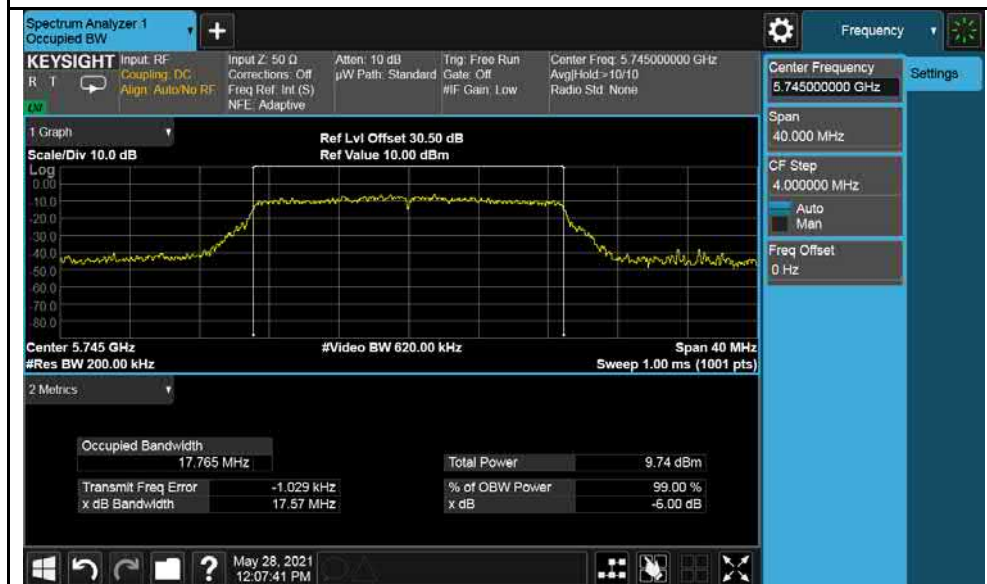 Spectrum Analyzer 1
Occupied BW
+
Frequency
KEYSIGHT
R T
LXI
Input: RF
Coupling: DC
Align: Auto/No RF
Input Z: 50 Ω
Corrections: Off
Freq Ref: Int (S)
NFE: Adaptive
Atten: 10 dB
µW Path: Standard
Trig: Free Run
Gate: Off
#IF Gain: Low
Center Freq: 5.745000000 GHz
Avg|Hold:>10/10
Radio Std: None
Center Frequency
5.745000000 GHz
Settings
Span
40.000 MHz
CF Step
4.000000 MHz
Auto
Man
Freq Offset
0 Hz
1 Graph
Scale/Div 10.0 dB
Ref Lvl Offset 30.50 dB
Ref Value 10.00 dBm
Log
0.00
-10.0
-20.0
-30.0
-40.0
-50.0
-60.0
-70.0
-80.0
Center 5.745 GHz
#Video BW 620.00 kHz
Span 40 MHz
#Res BW 200.00 kHz
Sweep 1.00 ms (1001 pts)
2 Metrics
Occupied Bandwidth
17.765 MHz
Total Power 9.74 dBm
Transmit Freq Error -1.029 kHz
% of OBW Power 99.00 %
x dB Bandwidth 17.57 MHz
x dB -6.00 dB
?
May 28, 2021
12:07:41 PM